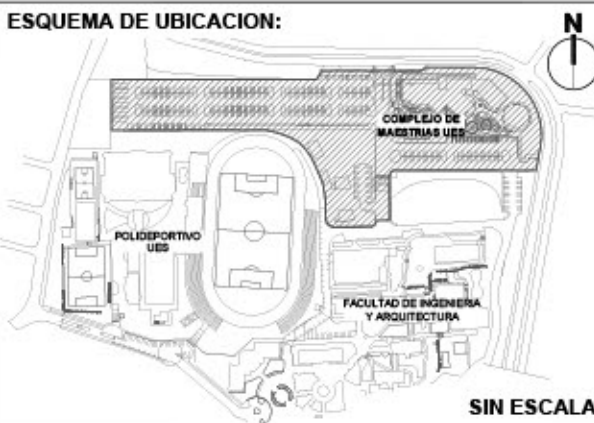 ESQUEMA DE UBICACION:
N
COMPLEJO DE
MAESTRIAS UES
POLIDEPORTIVO
UES
FACULTAD DE INGENIERIA
Y ARQUITECTURA
SIN ESCALA